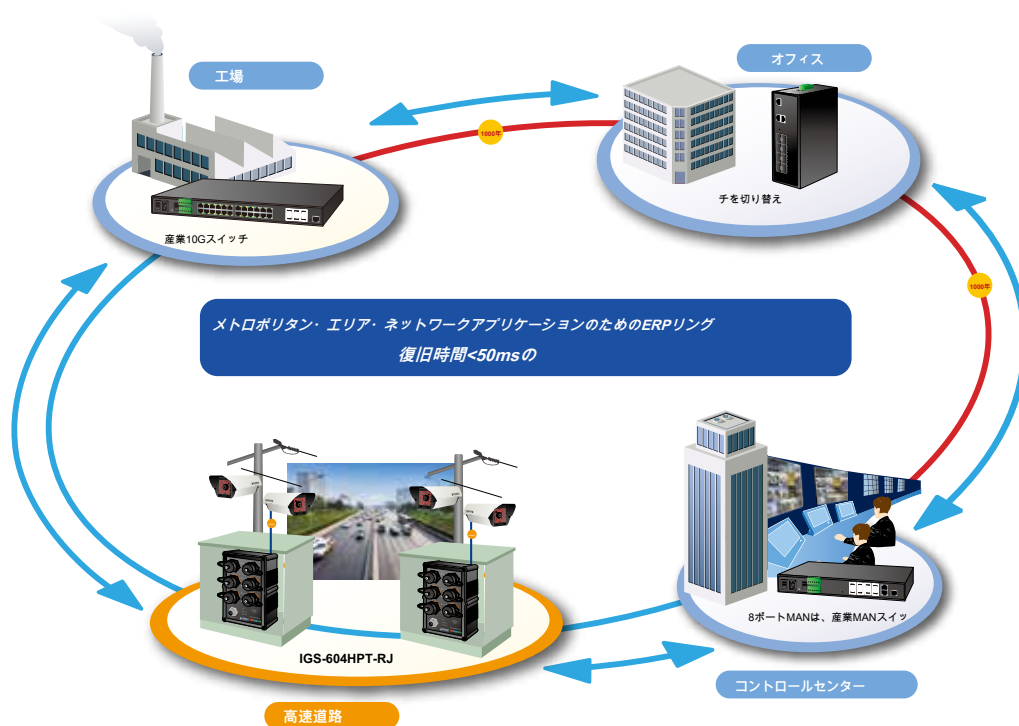 工場
オフィス
1000年
チを切り替え
産業10Gスイッチ
1000年
メトロポリタン・エリア・ネットワークアプリケーションのためのERPリング
復旧時間<50msの
8ポートMANは、産業MANスイッ
IGS-604HPT-RJ
コントロールセンター
高速道路